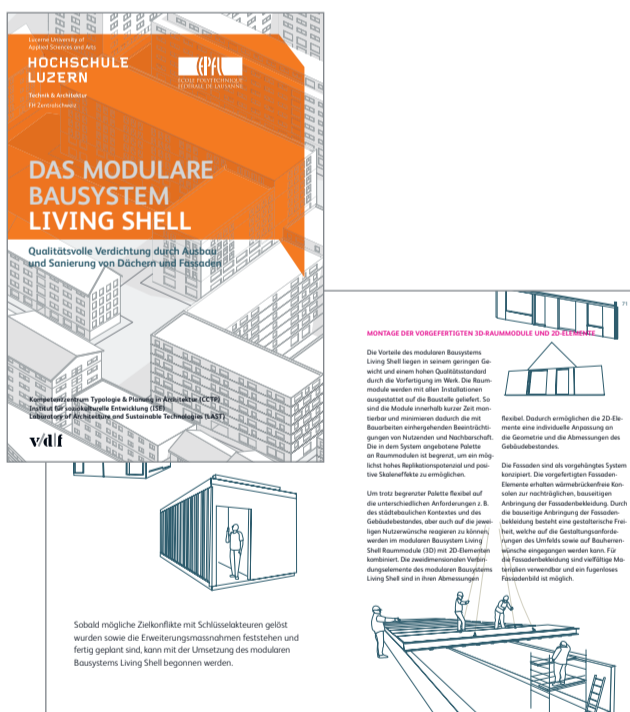 Lucerne University of
Applied Sciences and Arts
HOCHSCHULE
LUZERN
Technik & Architektur
FH Zentralschweiz
EPFL
ECOLE POLYTECHNIQUE
FÉDÉRALE DE LAUSANNE
DAS MODULARE
BAUSYSTEM
LIVING SHELL
Qualitätsvolle Verdichtung durch Ausbau
und Sanierung von Dächern und Fassaden
Kompetenzzentrum Typologie & Planung in Architektur (CCTP)
Institut für soziokulturelle Entwicklung (ISE)
Laboratory of Architecture and Sustainable Technologies (LAST)
v/d/f
Sobald mögliche Zielkonflikte mit Schlüsselakteuren gelöst
wurden sowie die Erweiterungsmassnahmen feststehen und
fertig geplant sind, kann mit der Umsetzung des modularen
Bausystems Living Shell begonnen werden.
71
MONTAGE DER VORGEFERTIGTEN 3D-RAUMMODULE UND 2D-ELEMENTE
Die Vorteile des modularen Bausystems
Living Shell liegen in seinem geringen Ge-
wicht und einem hohen Qualitätsstandard
durch die Vorfertigung im Werk. Die Raum-
module werden mit allen Installationen
ausgestattet auf die Baustelle geliefert. So
sind die Module innerhalb kurzer Zeit mon-
tierbar und minimieren dadurch die mit
Bauarbeiten einhergehenden Beeinträchti-
gungen von Nutzenden und Nachbarschaft.
Die in dem System angebotene Palette
an Raummodulen ist begrenzt, um ein mög-
lichst hohes Replikationspotenzial und posi-
tive Skaleneffekte zu ermöglichen.
Um trotz begrenzter Palette flexibel auf
die unterschiedlichen Anforderungen z. B.
des städtebaulichen Kontextes und des
Gebäudebestandes, aber auch auf die jewei-
ligen Nutzerwünsche reagieren zu können,
werden im modularen Bausystem Living
Shell Raummodule (3D) mit 2D-Elementen
kombiniert. Die zweidimensionalen Verbin-
dungselemente des modularen Bausystems
Living Shell sind in ihren Abmessungen
flexibel. Dadurch ermöglichen die 2D-Ele-
mente eine individuelle Anpassung an
die Geometrie und die Abmessungen des
Gebäudebestandes.
Die Fassaden sind als vorgehängtes System
konzipiert. Die vorgefertigten Fassaden-
Elemente erhalten wärmebrückenfreie Kon-
solen zur nachträglichen, bauseitigen
Anbringung der Fassadenbekleidung. Durch
die bauseitige Anbringung der Fassaden-
bekleidung besteht eine gestalterische Frei-
heit, welche auf die Gestaltungsanforde-
rungen des Umfelds sowie auf Bauherren-
wünsche eingegangen werden kann. Für
die Fassadenbekleidung sind vielfältige Ma-
terialien verwendbar und ein fugenloses
Fassadenbild ist möglich.